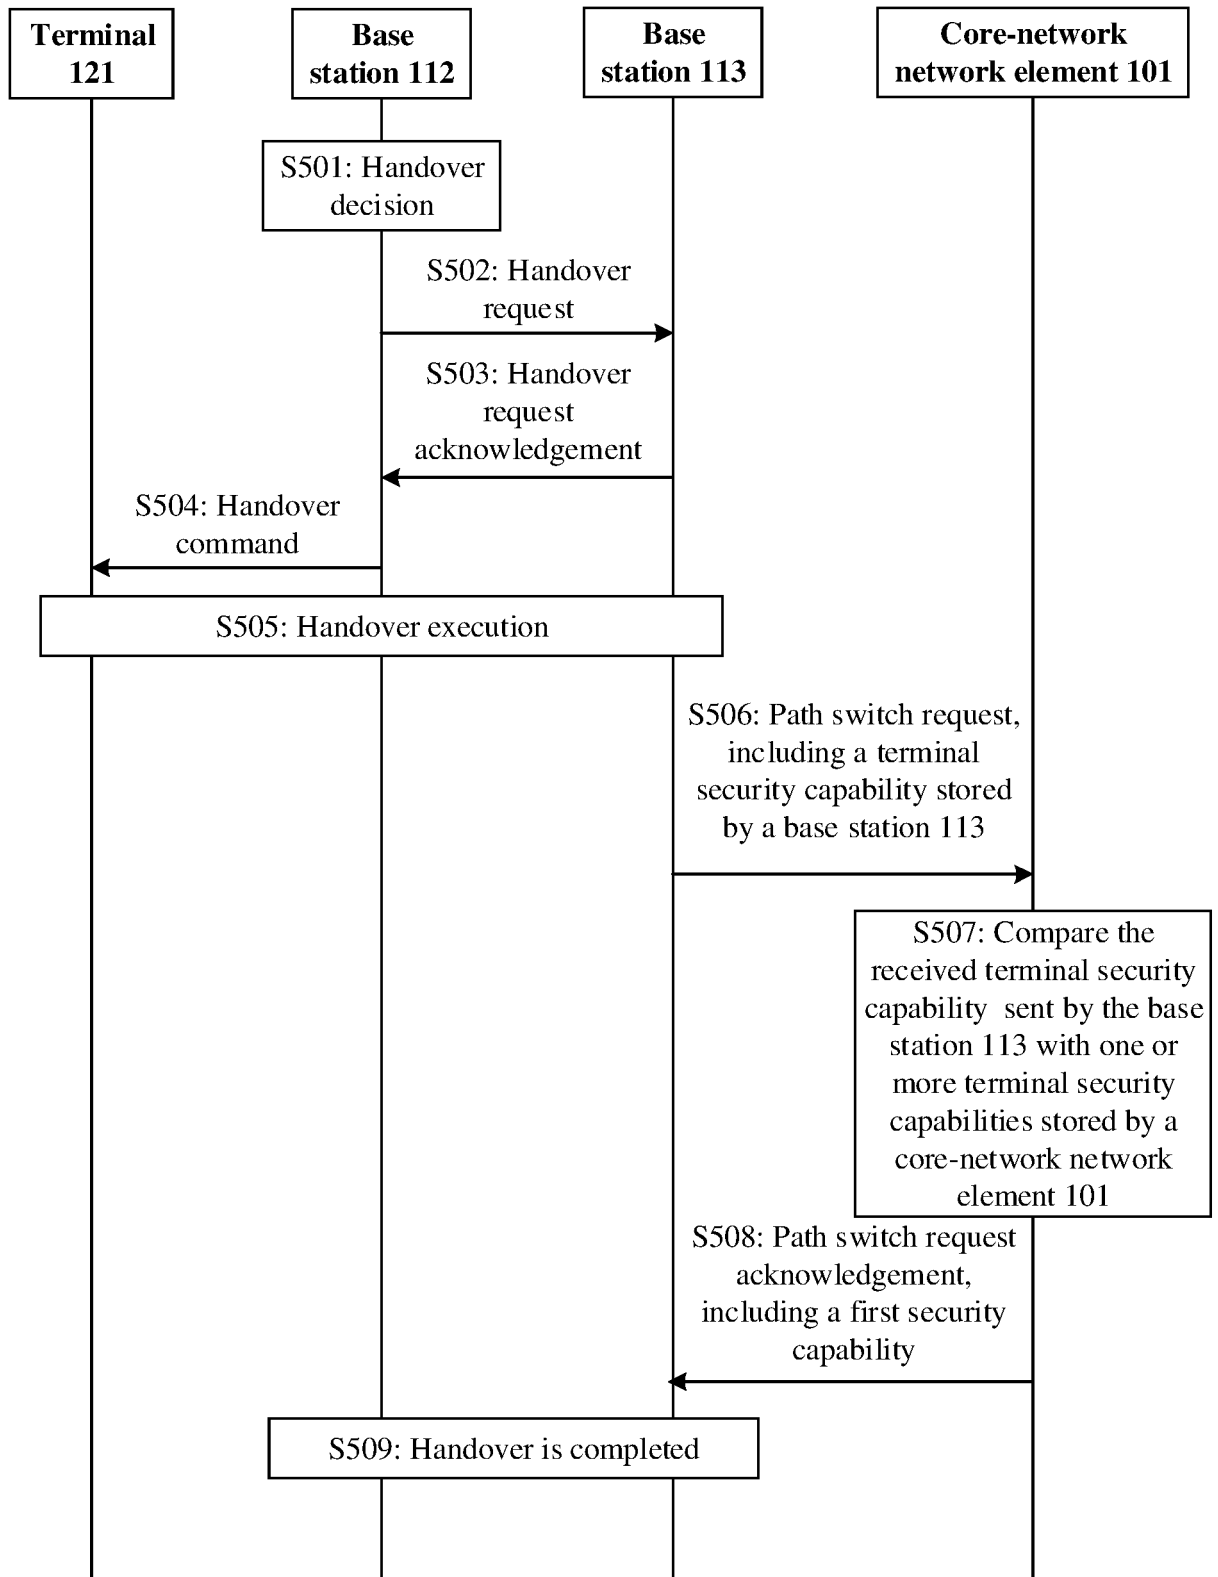 Terminal
121
Base
station 112
Base
station 113
Core-network
network element 101
S501: Handover
decision
S502: Handover
request
S503: Handover
request
acknowledgement
S504: Handover
command
S505: Handover execution
S506: Path switch request,
including a terminal
security capability stored
by a base station 113
S507: Compare the
received terminal security
capability sent by the base
station 113 with one or
more terminal security
capabilities stored by a
core-network network
element 101
S508: Path switch request
acknowledgement,
including a first security
capability
S509: Handover is completed